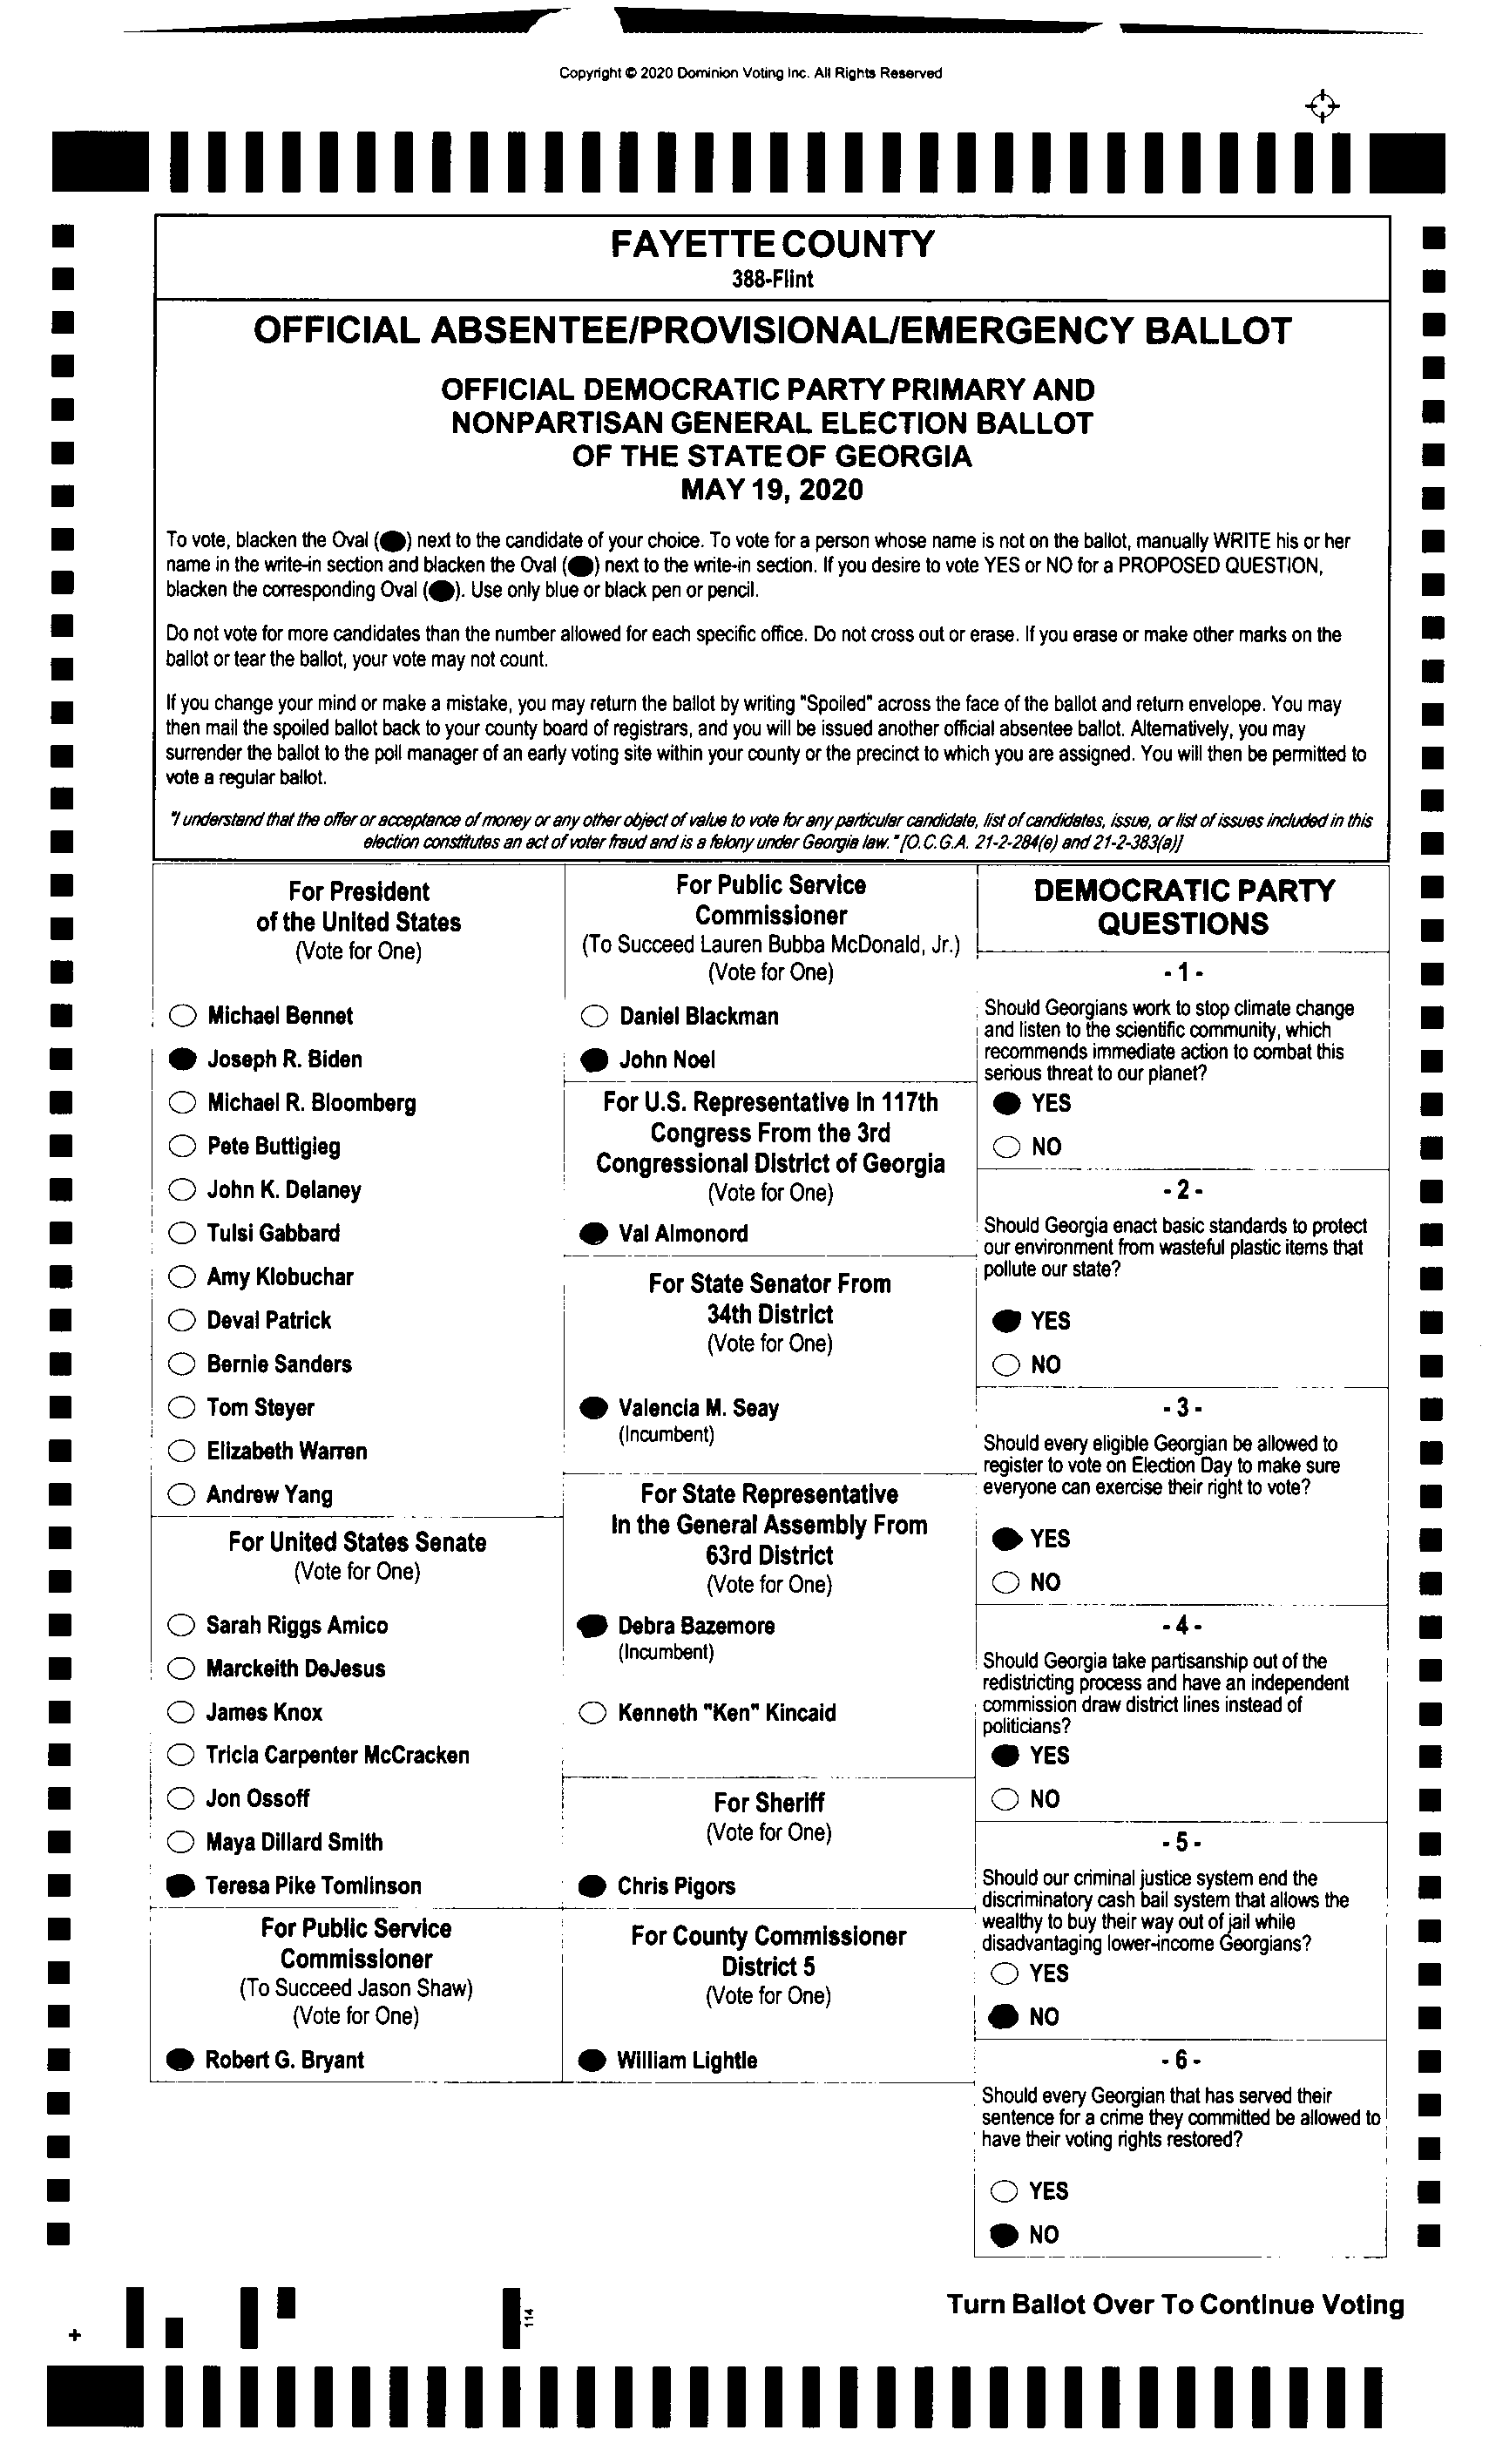 Copyright © 2020 Dominion Voting Inc. All Rights Reserved
FAYETTE COUNTY
388-Flint
OFFICIAL ABSENTEE/PROVISIONAL/EMERGENCY BALLOT
OFFICIAL DEMOCRATIC PARTY PRIMARY AND
NONPARTISAN GENERAL ELECTION BALLOT
OF THE STATE OF GEORGIA
MAY 19, 2020
To vote, blacken the Oval ( ) next to the candidate of your choice. To vote for a person whose name is not on the ballot, manually WRITE his or her
name in the write-in section and blacken the Oval ( ) next to the write-in section. If you desire to vote YES or NO for a PROPOSED QUESTION,
blacken the corresponding Oval ( ). Use only blue or black pen or pencil.
Do not vote for more candidates than the number allowed for each specific office. Do not cross out or erase. If you erase or make other marks on the
ballot or tear the ballot, your vote may not count.
If you change your mind or make a mistake, you may return the ballot by writing "Spoiled" across the face of the ballot and return envelope. You may
then mail the spoiled ballot back to your county board of registrars, and you will be issued another official absentee ballot. Alternatively, you may
surrender the ballot to the poll manager of an early voting site within your county or the precinct to which you are assigned. You will then be permitted to
vote a regular ballot.
"I understand that the offer or acceptance of money or any other object of value to vote for any particular candidate, list of candidates, issue, or list of issues included in this
election constitutes an act of voter fraud and is a felony under Georgia law." [O.C.G.A. 21-2-284(e) and 21-2-383(a)]
For President
of the United States
(Vote for One)
Michael Bennet
Joseph R. Biden
Michael R. Bloomberg
Pete Buttigieg
John K. Delaney
Tulsi Gabbard
Amy Klobuchar
Deval Patrick
Bernie Sanders
Tom Steyer
Elizabeth Warren
Andrew Yang
For United States Senate
(Vote for One)
Sarah Riggs Amico
Marckeith DeJesus
James Knox
Tricia Carpenter McCracken
Jon Ossoff
Maya Dillard Smith
Teresa Pike Tomlinson
For Public Service
Commissioner
(To Succeed Jason Shaw)
(Vote for One)
Robert G. Bryant
For Public Service
Commissioner
(To Succeed Lauren Bubba McDonald, Jr.)
(Vote for One)
Daniel Blackman
John Noel
For U.S. Representative in 117th
Congress From the 3rd
Congressional District of Georgia
(Vote for One)
Val Almonord
For State Senator From
34th District
(Vote for One)
Valencia M. Seay
(Incumbent)
For State Representative
In the General Assembly From
63rd District
(Vote for One)
Debra Bazemore
(Incumbent)
Kenneth "Ken" Kincaid
For Sheriff
(Vote for One)
Chris Pigors
For County Commissioner
District 5
(Vote for One)
William Lightle
DEMOCRATIC PARTY
QUESTIONS
- 1 -
Should Georgians work to stop climate change
and listen to the scientific community, which
recommends immediate action to combat this
serious threat to our planet?
YES
NO
- 2 -
Should Georgia enact basic standards to protect
our environment from wasteful plastic items that
pollute our state?
YES
NO
- 3 -
Should every eligible Georgian be allowed to
register to vote on Election Day to make sure
everyone can exercise their right to vote?
YES
NO
- 4 -
Should Georgia take partisanship out of the
redistricting process and have an independent
commission draw district lines instead of
politicians?
YES
NO
- 5 -
Should our criminal justice system end the
discriminatory cash bail system that allows the
wealthy to buy their way out of jail while
disadvantaging lower-income Georgians?
YES
NO
- 6 -
Should every Georgian that has served their
sentence for a crime they committed be allowed to
have their voting rights restored?
YES
NO
Turn Ballot Over To Continue Voting
114